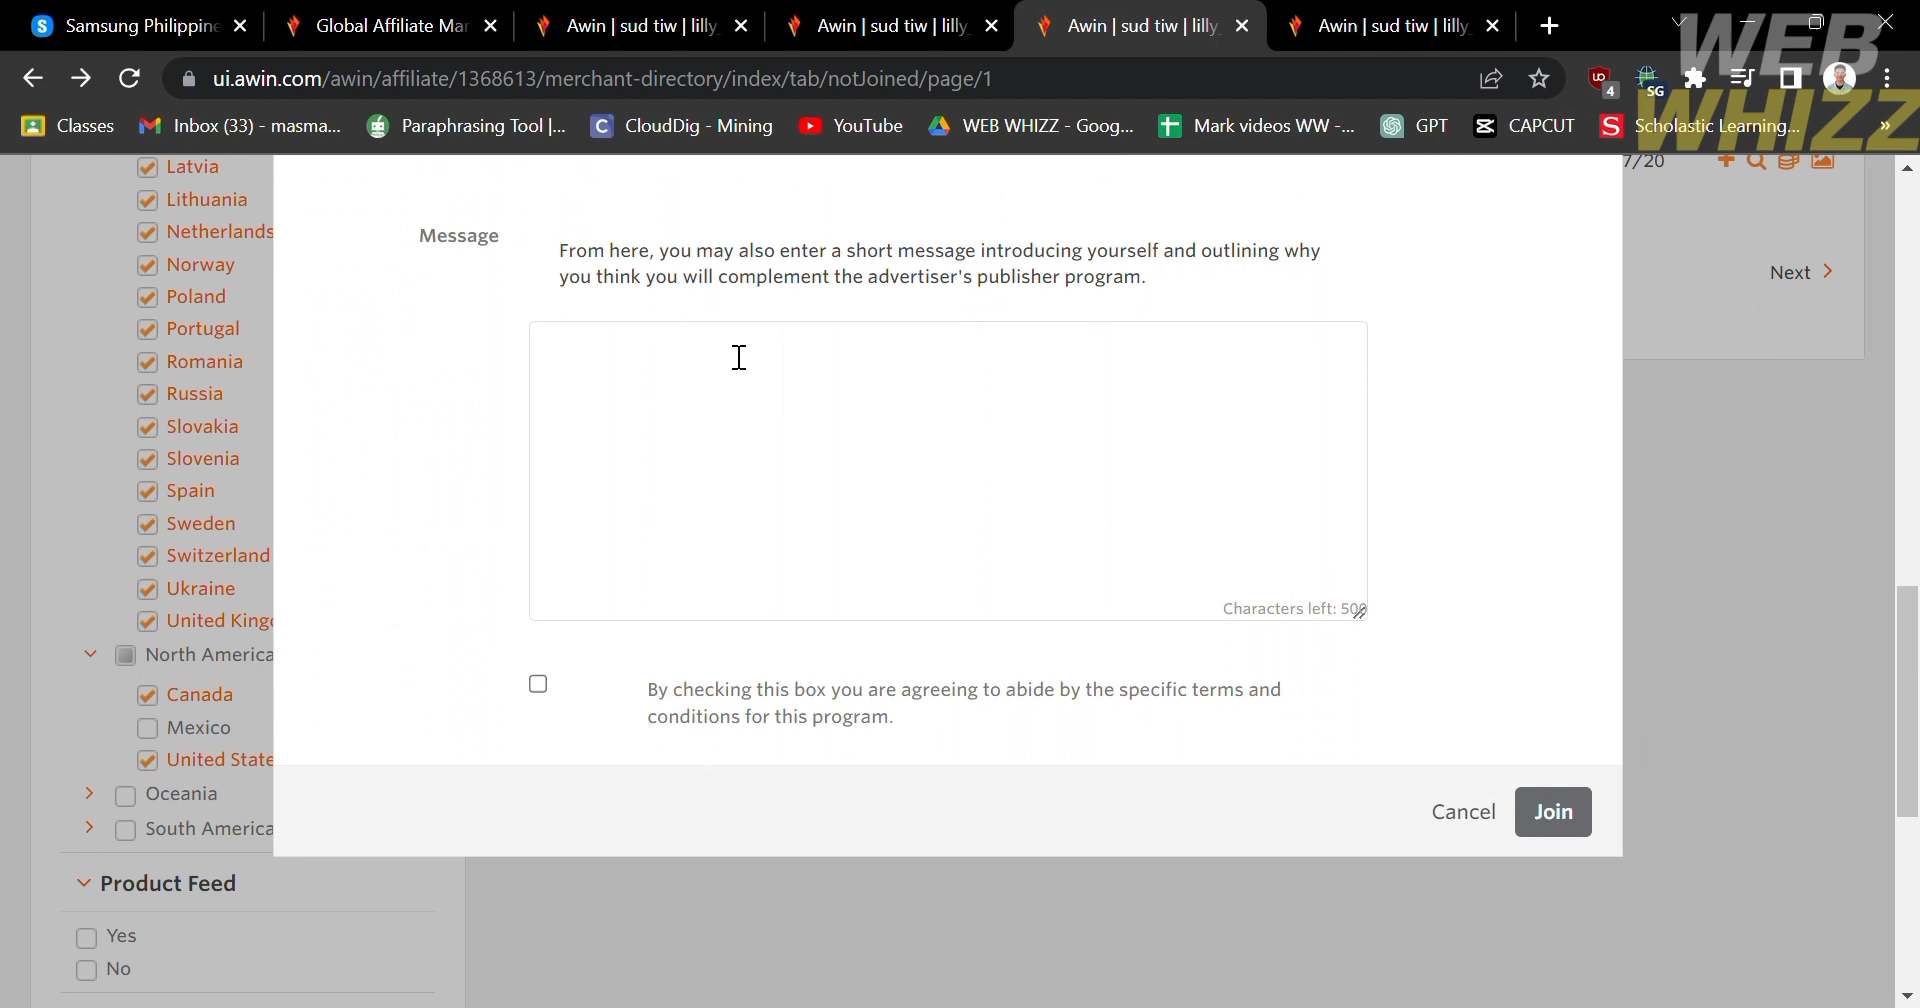 Samsung Philippine
Global Affiliate Mar
Awin | sud tiw | lilly
Awin | sud tiw | lilly
Awin | sud tiw | lilly
Awin | sud tiw | lilly
WEB
WHIZZ
ui.awin.com/awin/affiliate/1368613/merchant-directory/index/tab/notJoined/page/1
4
SG
Classes
Inbox (33) - masma...
Paraphrasing Tool |...
CloudDig - Mining
YouTube
WEB WHIZZ - Goog...
Mark videos WW -...
GPT
CAPCUT
Scholastic Learning...
»
Latvia
Lithuania
Netherlands
Norway
Poland
Portugal
Romania
Russia
Slovakia
Slovenia
Spain
Sweden
Switzerland
Ukraine
United Kingd
North America
Canada
Mexico
United State
Oceania
South America
Product Feed
Yes
No
Message
From here, you may also enter a short message introducing yourself and outlining why
you think you will complement the advertiser's publisher program.
Characters left: 500
By checking this box you are agreeing to abide by the specific terms and
conditions for this program.
Cancel
Join
7/20
Next